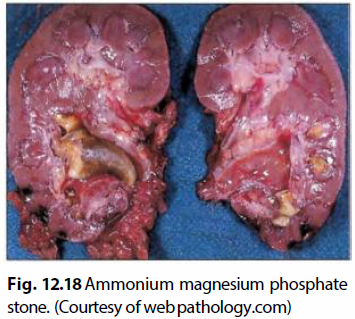 Fig. 12.18 Ammonium magnesium phosphate
stone. (Courtesy of webpathology.com)